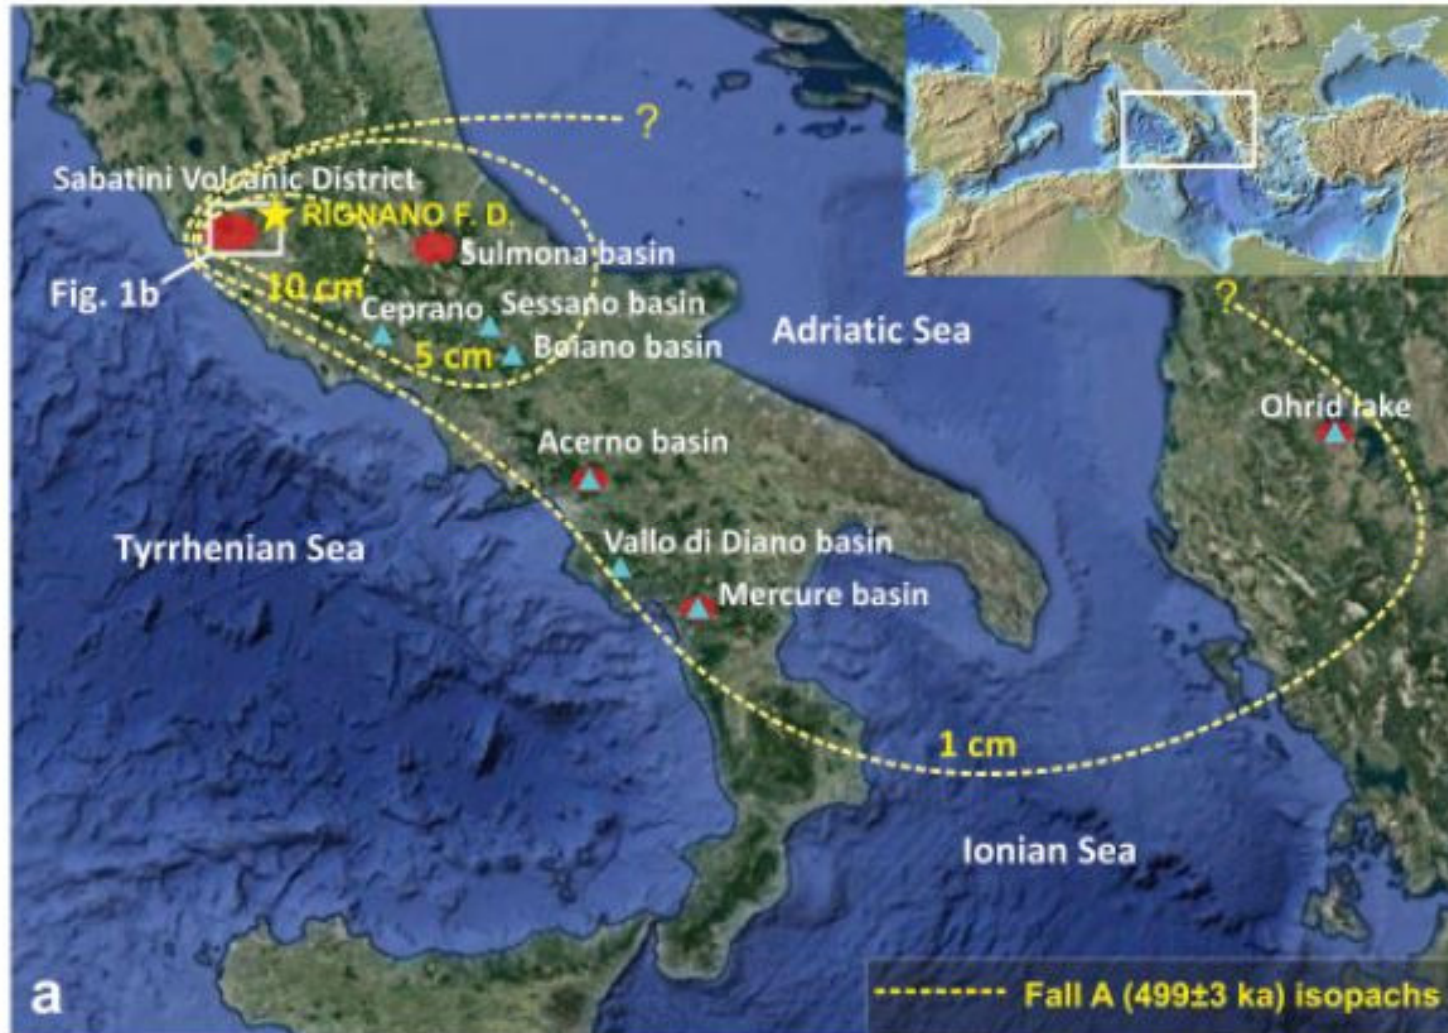 ?
Sabatini Volcanic District
RIGNANO F. D.
Sulmona basin
Fig. 1b
10 cm
?
Ceprano
Sessano basin
Adriatic Sea
5 cm
Boiano basin
Ohrid lake
Acerno basin
Tyrrhenian Sea
Vallo di Diano basin
Mercure basin
1 cm
Ionian Sea
a
Fall A (499±3 ka) isopachs